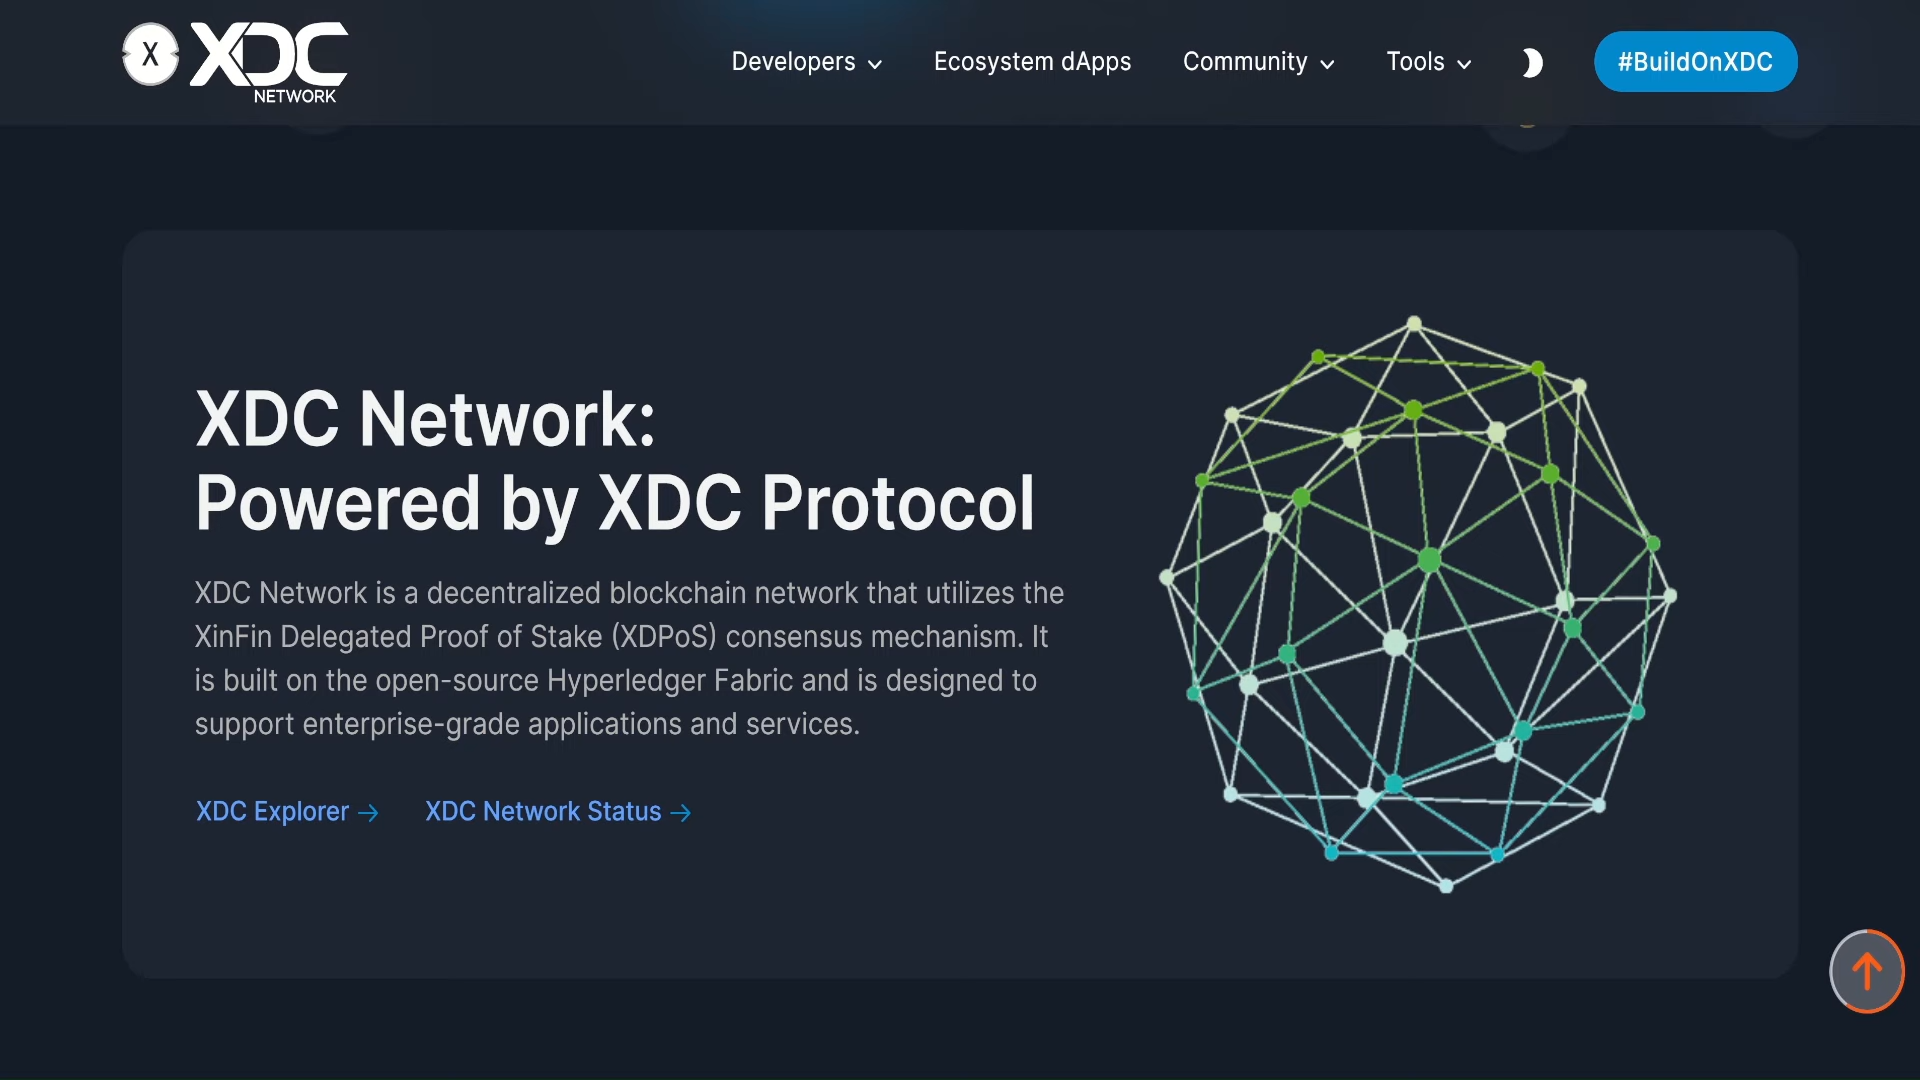 X XDC
NETWORK
Developers
Ecosystem dApps
Community
Tools
#BuildOnXDC
XDC Network:
Powered by XDC Protocol
XDC Network is a decentralized blockchain network that utilizes the
XinFin Delegated Proof of Stake (XDPoS) consensus mechanism. It
is built on the open-source Hyperledger Fabric and is designed to
support enterprise-grade applications and services.
XDC Explorer →
XDC Network Status →